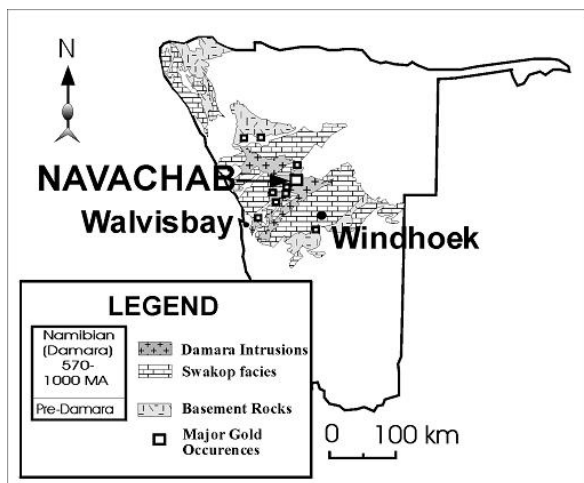 N
NAVACHAB
Walvisbay
Windhoek
LEGEND
Namibian
(Damara)
570-
1000 MA
Pre-Damara
Damara Intrusions
Swakop facies
Basement Rocks
Major Gold
Occurences
0 100 km